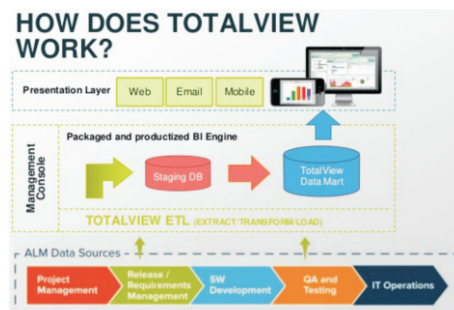 HOW DOES TOTALVIEW
WORK?
Presentation Layer
Web
Email
Mobile
Management
Console
Packaged and productized BI Engine
Staging DB
TotalView
Data Mart
TOTALVIEW ETL (EXTRACT/TRANSFORM/LOAD)
ALM Data Sources
Project
Management
Release /
Requirements
Management
SW
Development
QA and
Testing
IT Operations